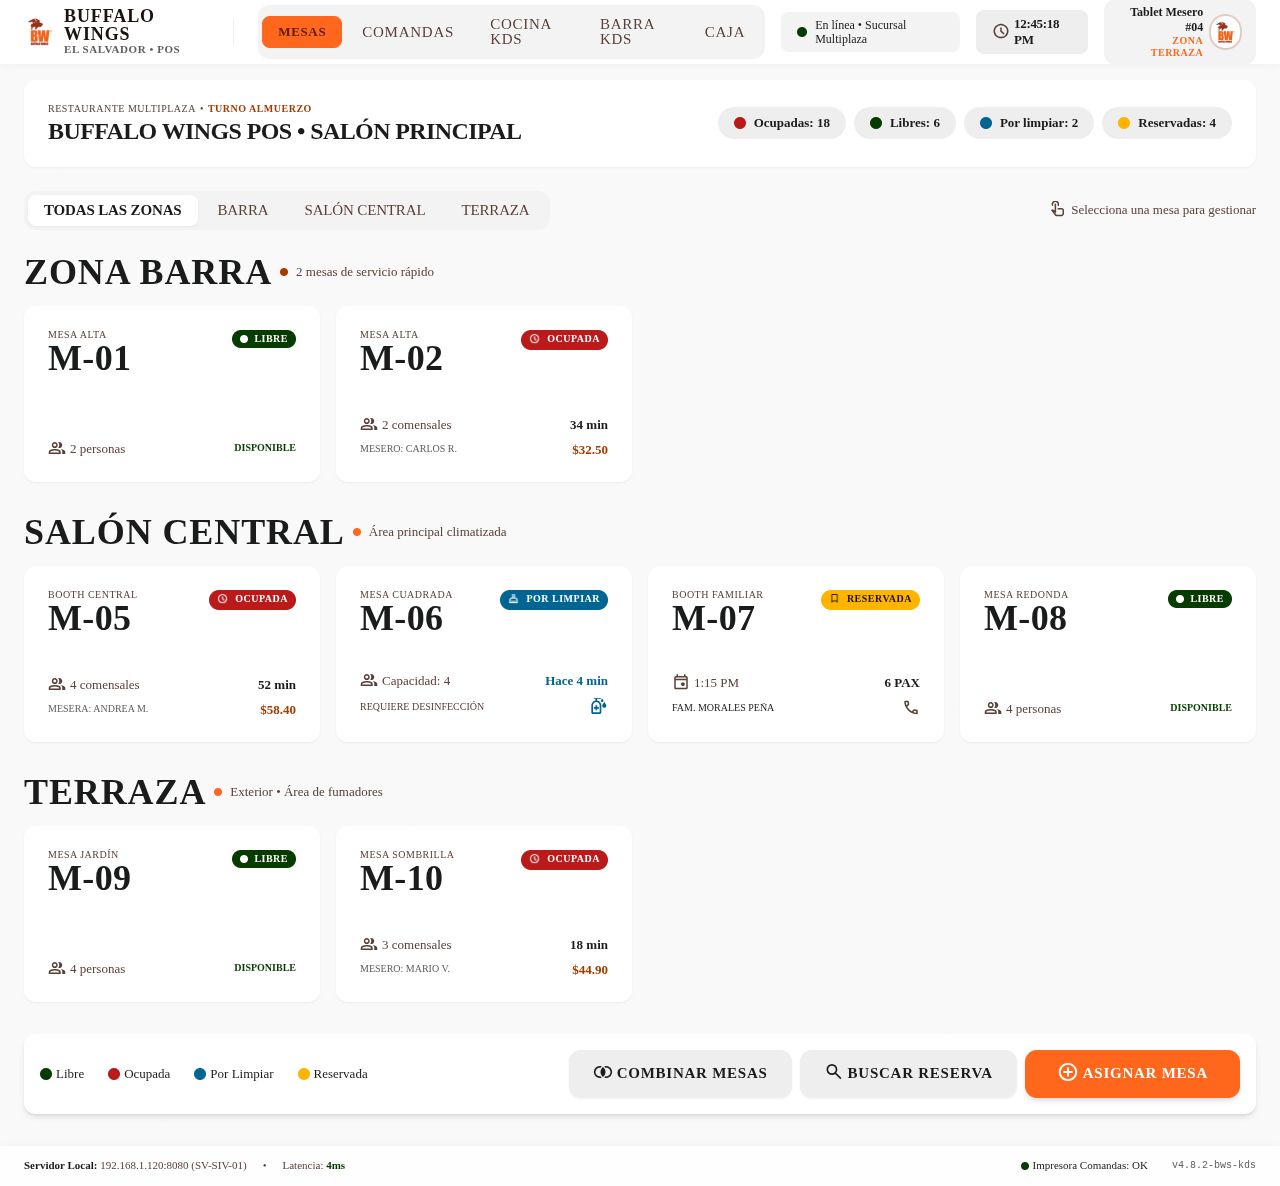 BUFFALO
WINGS
EL SALVADOR • POS
MESAS
COMANDAS
COCINA
KDS
BARRA
KDS
CAJA
En línea • Sucursal
Multiplaza
12:45:18
PM
Tablet Mesero
#04
ZONA
TERRAZA
RESTAURANTE MULTIPLAZA • TURNO ALMUERZO
BUFFALO WINGS POS • SALÓN PRINCIPAL
Ocupadas: 18
Libres: 6
Por limpiar: 2
Reservadas: 4
TODAS LAS ZONAS
BARRA
SALÓN CENTRAL
TERRAZA
Selecciona una mesa para gestionar
ZONA BARRA
2 mesas de servicio rápido
MESA ALTA
LIBRE
M-01
2 personas
DISPONIBLE
MESA ALTA
OCUPADA
M-02
2 comensales
34 min
MESERO: CARLOS R.
$32.50
SALÓN CENTRAL
Área principal climatizada
BOOTH CENTRAL
OCUPADA
M-05
4 comensales
52 min
MESERA: ANDREA M.
$58.40
MESA CUADRADA
POR LIMPIAR
M-06
Capacidad: 4
Hace 4 min
REQUIERE DESINFECCIÓN
BOOTH FAMILIAR
RESERVADA
M-07
1:15 PM
6 PAX
FAM. MORALES PEÑA
MESA REDONDA
LIBRE
M-08
4 personas
DISPONIBLE
TERRAZA
Exterior • Área de fumadores
MESA JARDÍN
LIBRE
M-09
4 personas
DISPONIBLE
MESA SOMBRILLA
OCUPADA
M-10
3 comensales
18 min
MESERO: MARIO V.
$44.90
Libre
Ocupada
Por Limpiar
Reservada
COMBINAR MESAS
BUSCAR RESERVA
ASIGNAR MESA
Servidor Local: 192.168.1.120:8080 (SV-SIV-01) • Latencia: 4ms
Impresora Comandas: OK
v4.8.2-bws-kds